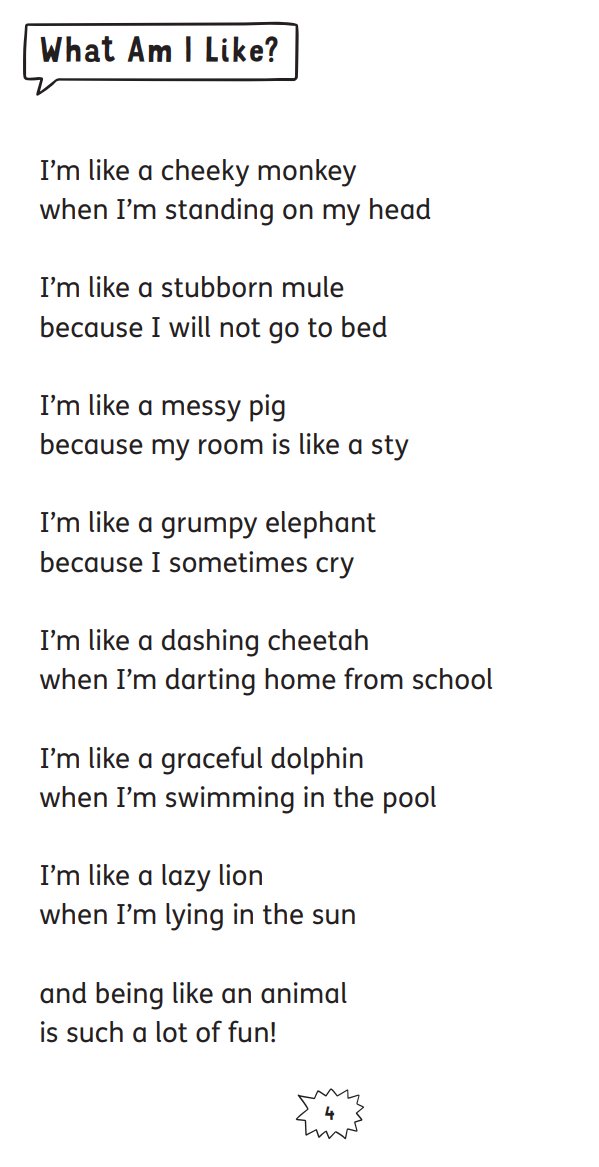 What Am I Like?
I’m like a cheeky monkey
when I’m standing on my head
I’m like a stubborn mule
because I will not go to bed
I’m like a messy pig
because my room is like a sty
I’m like a grumpy elephant
because I sometimes cry
I’m like a dashing cheetah
when I’m darting home from school
I’m like a graceful dolphin
when I’m swimming in the pool
I’m like a lazy lion
when I’m lying in the sun
and being like an animal
is such a lot of fun!
4